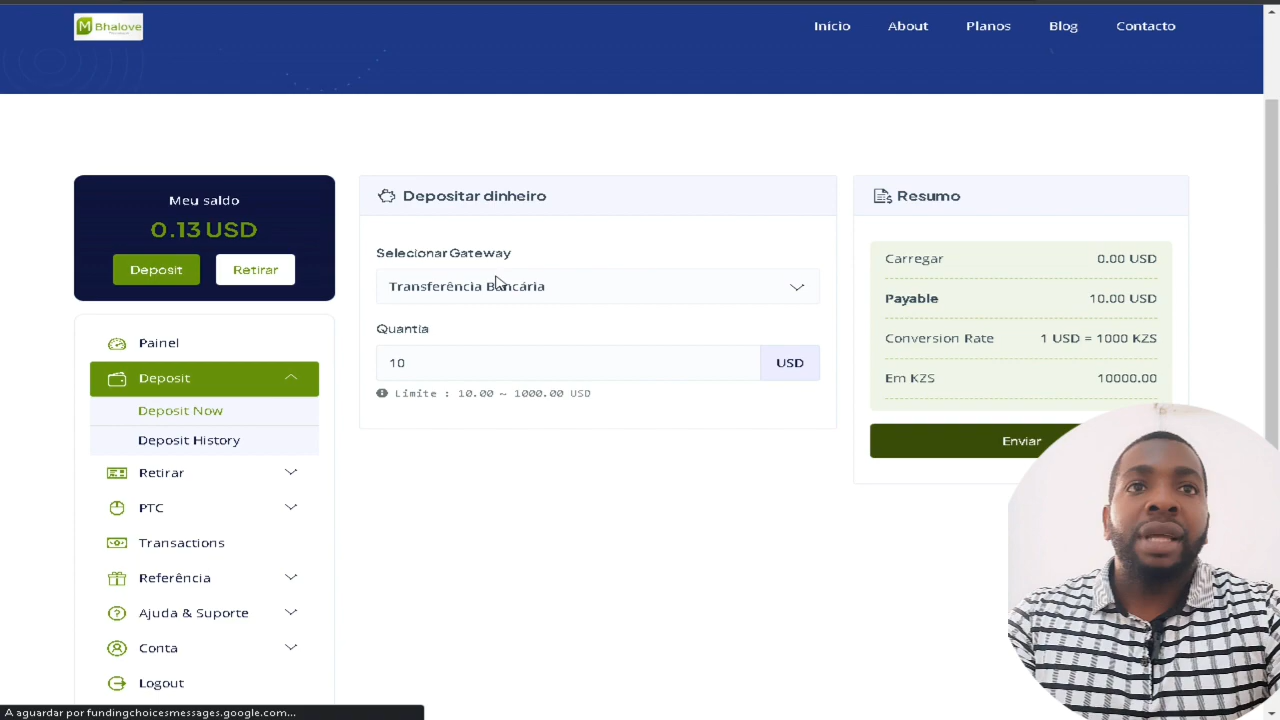 M Bhalove
Início About Planos Blog Contacto
Meu saldo
0.13 USD
Deposit Retirar
Painel
Deposit
Deposit Now
Deposit History
Retirar
PTC
Transactions
Referência
Ajuda & Suporte
Conta
Logout
Depositar dinheiro
Selecionar Gateway
Transferência Bancária
Quantia
10 USD
Limite : 10.00 ~ 1000.00 USD
Resumo
Carregar 0.00 USD
Payable 10.00 USD
Conversion Rate 1 USD = 1000 KZS
Em KZS 10000.00
Enviar
A aguardar por fundingchoicesmessages.google.com...